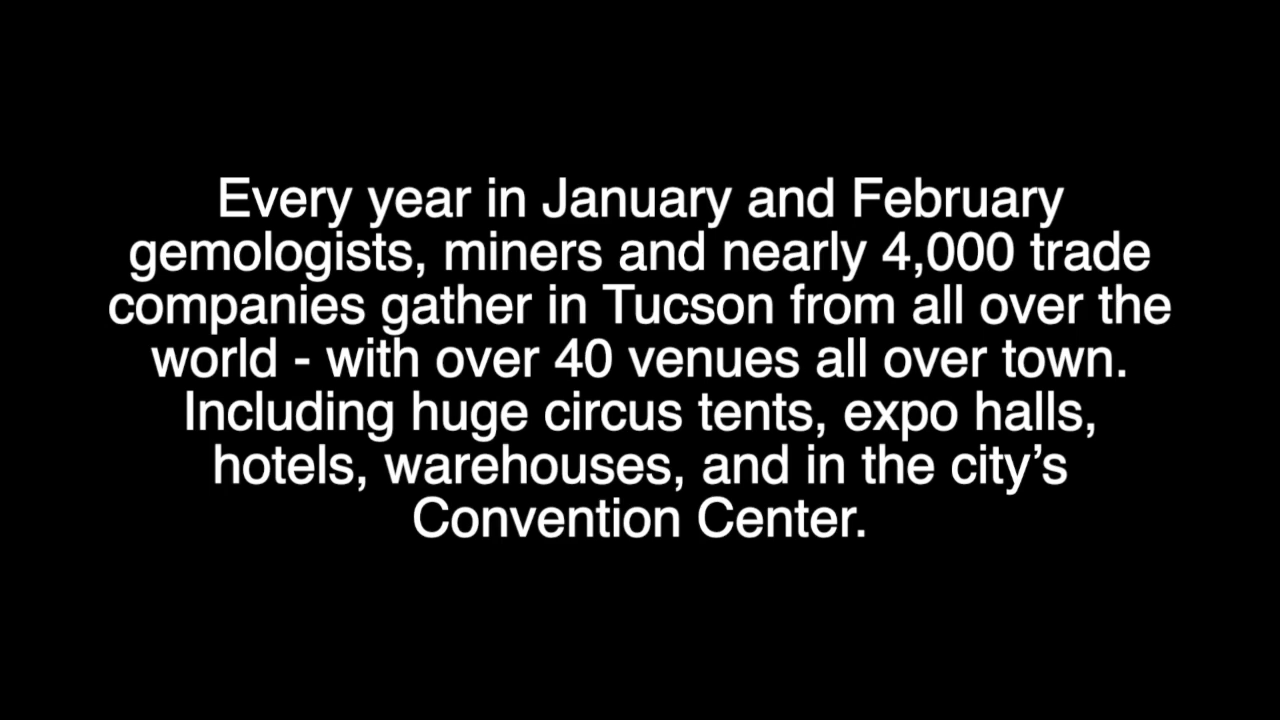 Every year in January and February
gemologists, miners and nearly 4,000 trade
companies gather in Tucson from all over the
world - with over 40 venues all over town.
Including huge circus tents, expo halls,
hotels, warehouses, and in the city’s
Convention Center.